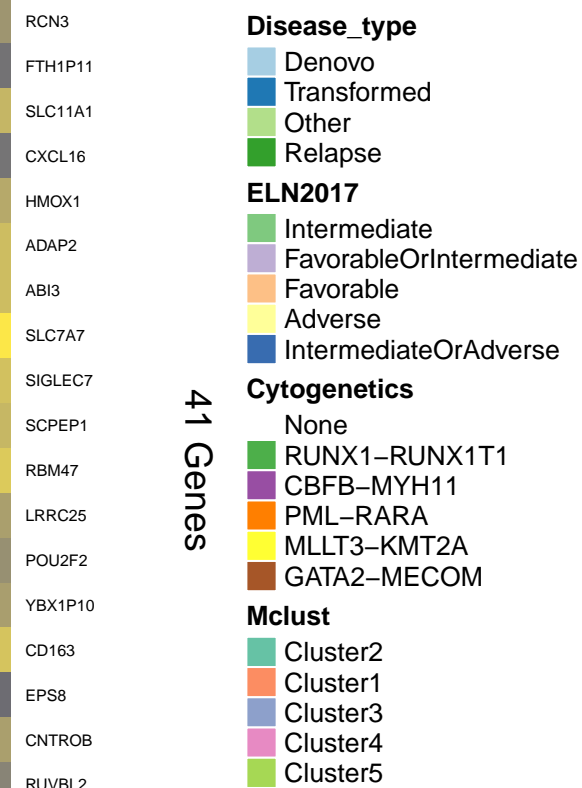 RCN3
FTH1P11
SLC11A1
CXCL16
HMOX1
ADAP2
ABI3
SLC7A7
SIGLEC7
SCPEP1
RBM47
LRRC25
POU2F2
YBX1P10
CD163
EPS8
CNTROB
RUVBL2
41 Genes
Disease_type
Denovo
Transformed
Other
Relapse
ELN2017
Intermediate
FavorableOrIntermediate
Favorable
Adverse
IntermediateOrAdverse
Cytogenetics
None
RUNX1−RUNX1T1
CBFB−MYH11
PML−RARA
MLLT3−KMT2A
GATA2−MECOM
Mclust
Cluster2
Cluster1
Cluster3
Cluster4
Cluster5